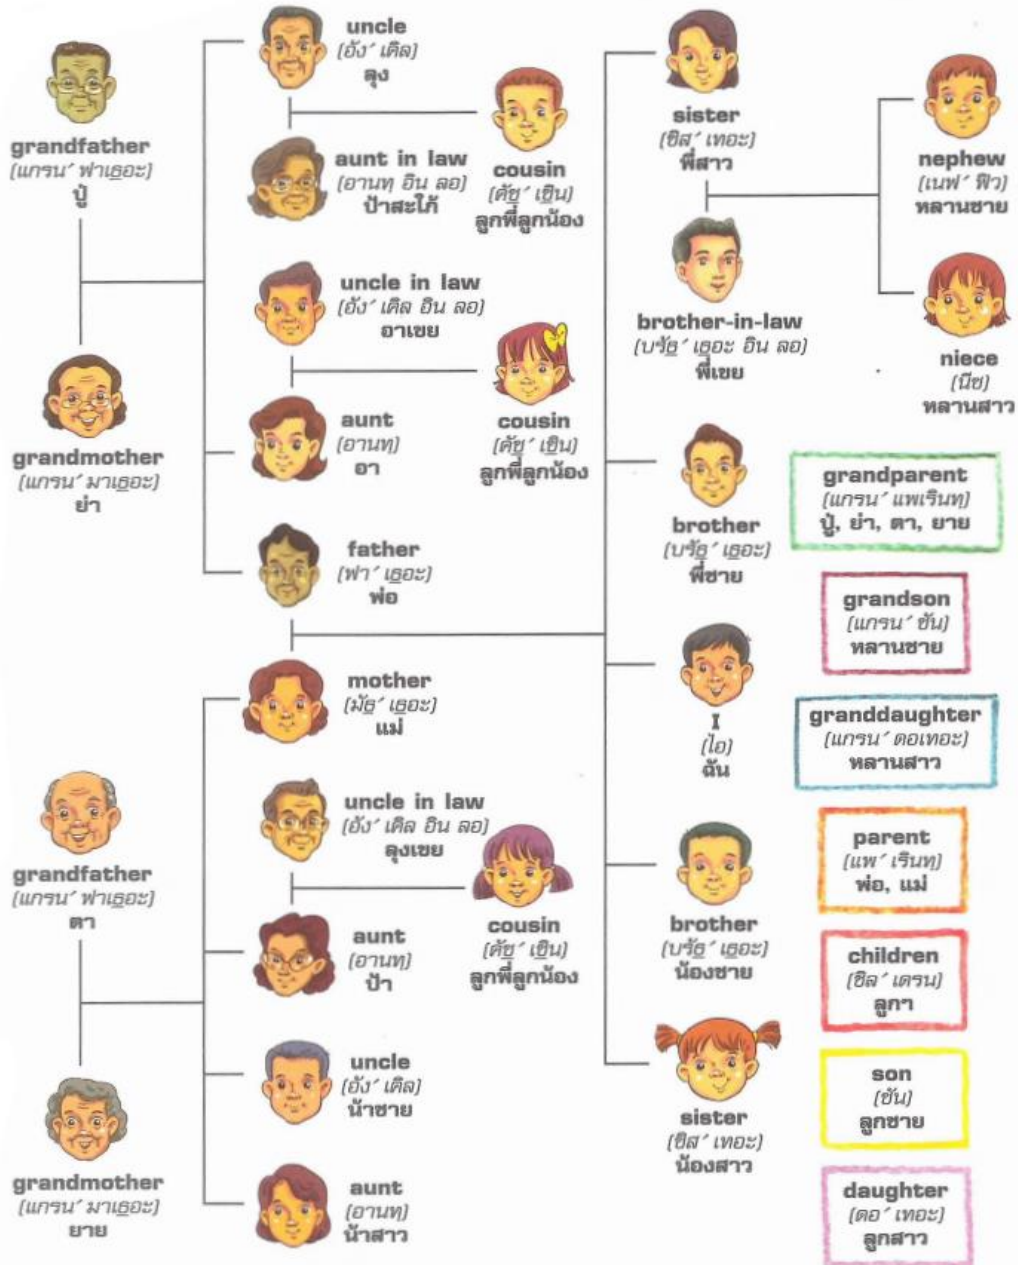 grandfather
(แกรน′ ฟาเธอะ)
ปู่
grandmother
(แกรน′ มาเธอะ)
ย่า
uncle
(อัง′ เคิล)
ลุง
aunt in law
(อานทฺ อิน ลอ)
ป้าสะใภ้
cousin
(คัซ′ เซิน)
ลูกพี่ลูกน้อง
uncle in law
(อัง′ เคิล อิน ลอ)
อาเขย
aunt
(อานทฺ)
อา
cousin
(คัซ′ เซิน)
ลูกพี่ลูกน้อง
father
(ฟา′ เธอะ)
พ่อ
mother
(มัธ′ เธอะ)
แม่
grandfather
(แกรน′ ฟาเธอะ)
ตา
grandmother
(แกรน′ มาเธอะ)
ยาย
uncle in law
(อัง′ เคิล อิน ลอ)
ลุงเขย
aunt
(อานทฺ)
ป้า
cousin
(คัซ′ เซิน)
ลูกพี่ลูกน้อง
uncle
(อัง′ เคิล)
น้าชาย
aunt
(อานทฺ)
น้าสาว
sister
(ซิส′ เทอะ)
พี่สาว
brother-in-law
(บรัธ′ เธอะ อิน ลอ)
พี่เขย
nephew
(เนฟ′ ฟิว)
หลานชาย
niece
(นีซ)
หลานสาว
brother
(บรัธ′ เธอะ)
พี่ชาย
I
(ไอ)
ฉัน
brother
(บรัธ′ เธอะ)
น้องชาย
sister
(ซิส′ เทอะ)
น้องสาว
grandparent
(แกรน′ แพเรินทฺ)
ปู่, ย่า, ตา, ยาย
grandson
(แกรน′ ซัน)
หลานชาย
granddaughter
(แกรน′ ดอเทอะ)
หลานสาว
parent
(แพ′ เรินทฺ)
พ่อ, แม่
children
(ชิล′ เดรน)
ลูกๆ
son
(ซัน)
ลูกชาย
daughter
(ดอ′ เทอะ)
ลูกสาว